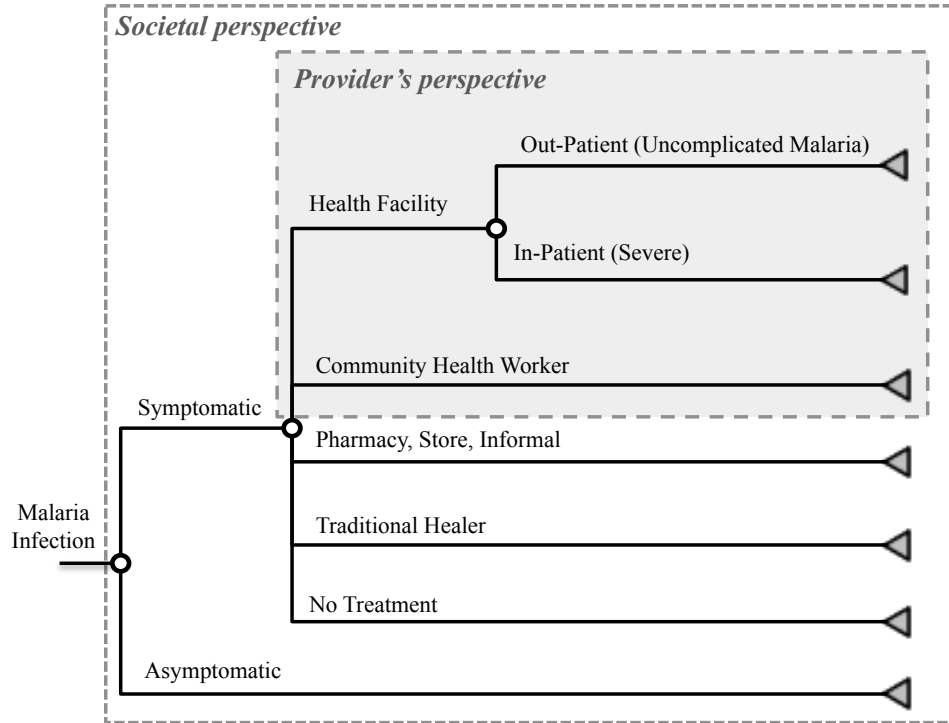 Societal perspective
Provider's perspective
Out-Patient (Uncomplicated Malaria)
Health Facility
In-Patient (Severe)
Community Health Worker
Symptomatic
Pharmacy, Store, Informal
Malaria
Infection
Traditional Healer
No Treatment
Asymptomatic